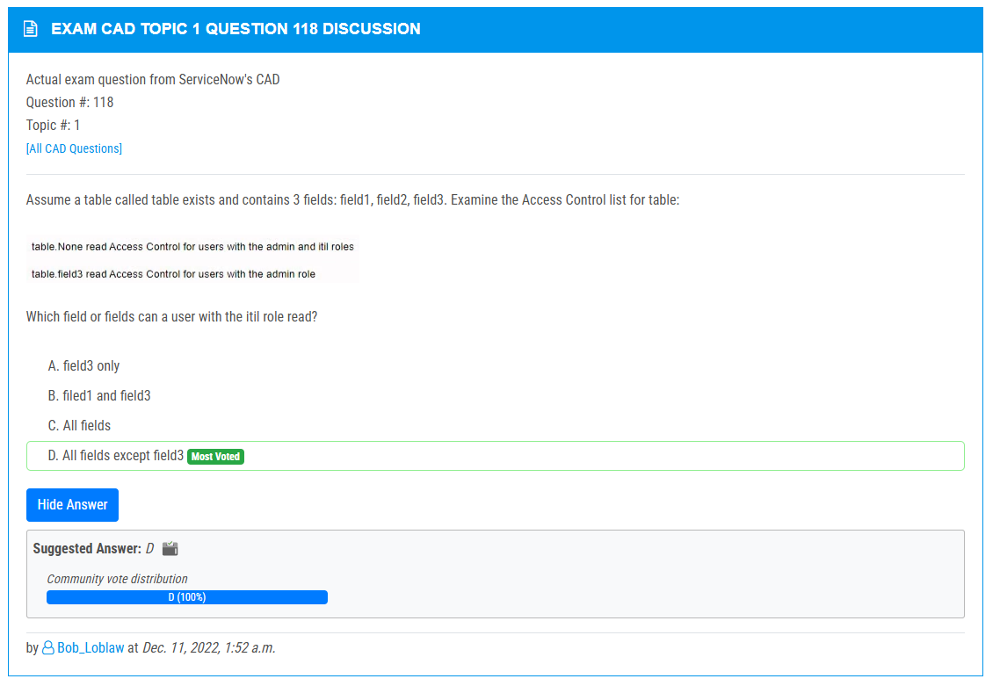 EXAM CAD TOPIC 1 QUESTION 118 DISCUSSION
Actual exam question from ServiceNow's CAD
Question #: 118
Topic #: 1
[All CAD Questions]
Assume a table called table exists and contains 3 fields: field1, field2, field3. Examine the Access Control list for table:
table.None read Access Control for users with the admin and itil roles
table.field3 read Access Control for users with the admin role
Which field or fields can a user with the itil role read?
A. field3 only
B. filed1 and field3
C. All fields
D. All fields except field3 Most Voted
Hide Answer
Suggested Answer: D
Community vote distribution
D (100%)
by Bob_Loblaw at Dec. 11, 2022, 1:52 a.m.